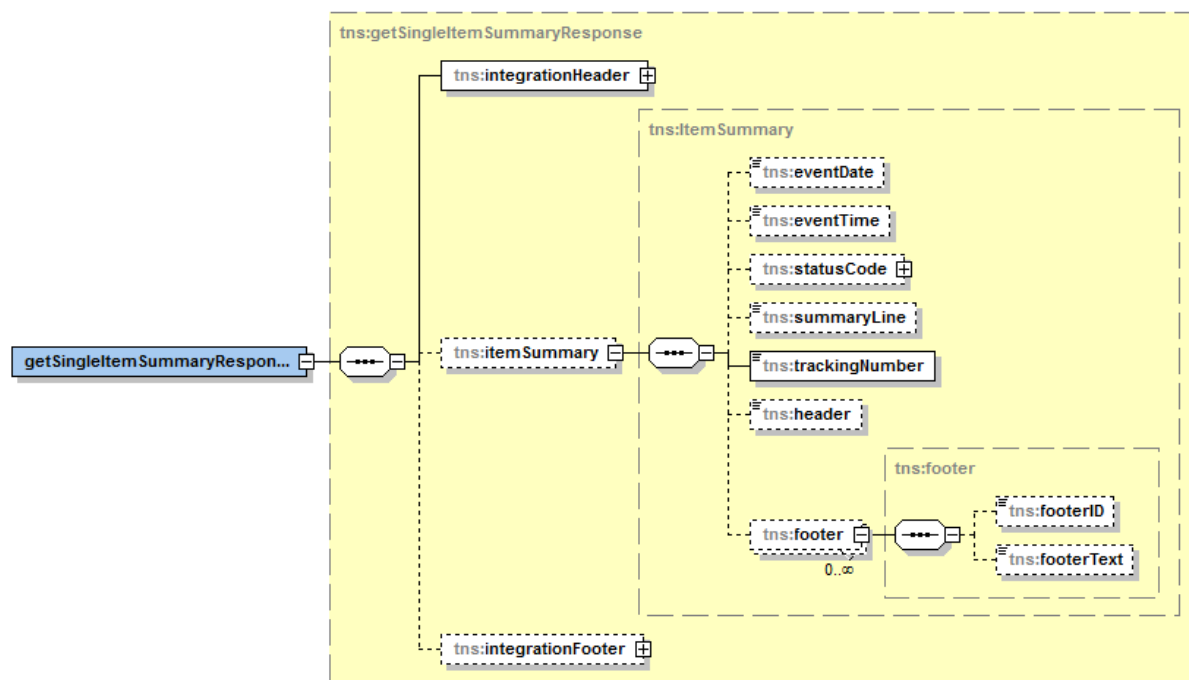 tns:getSingleItemSummaryResponse
tns:integrationHeader
tns:ItemSummary
tns:eventDate
tns:eventTime
tns:statusCode
tns:summaryLine
getSingleItemSummaryRespon...
tns:itemSummary
tns:trackingNumber
tns:header
tns:footer
tns:footerID
tns:footer
0..∞
tns:footerText
tns:integrationFooter